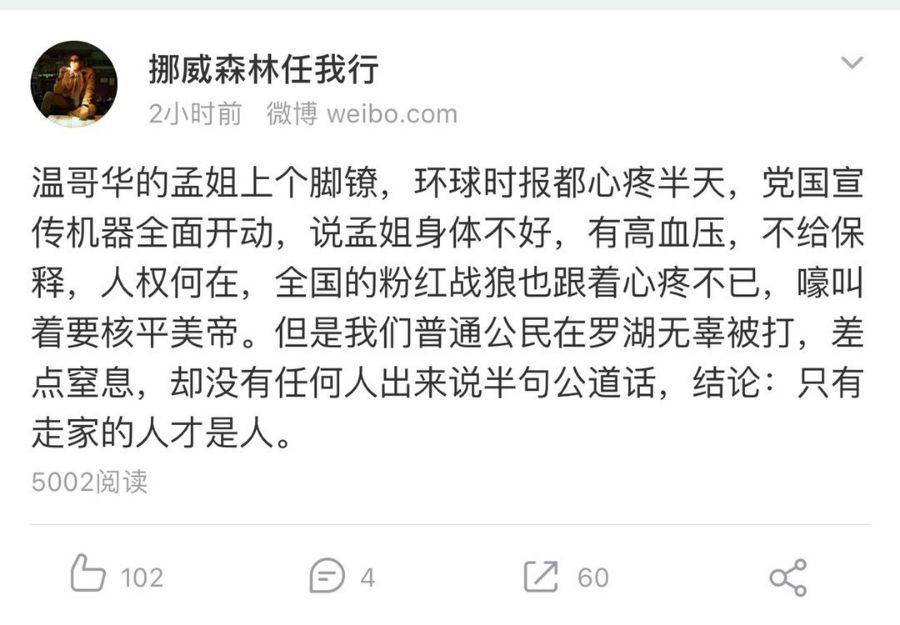 挪威森林任我行
2小时前 微博 weibo.com
温哥华的孟姐上个脚镣，环球时报都心疼半天，党国宣
传机器全面开动，说孟姐身体不好，有高血压，不给保
释，人权何在，全国的粉红战狼也跟着心疼不已，嚎叫
着要核平美帝。但是我们普通公民在罗湖无辜被打，差
点窒息，却没有任何人出来说半句公道话，结论：只有
走家的人才是人。
5002阅读
102 4 60